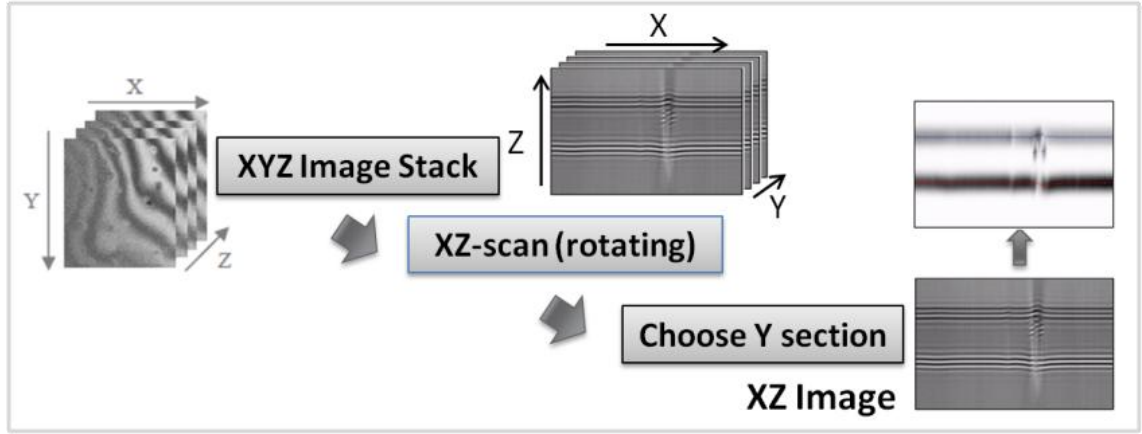 X
Y
Z
XYZ Image Stack
X
Z
Y
XZ-scan (rotating)
Choose Y section
XZ Image